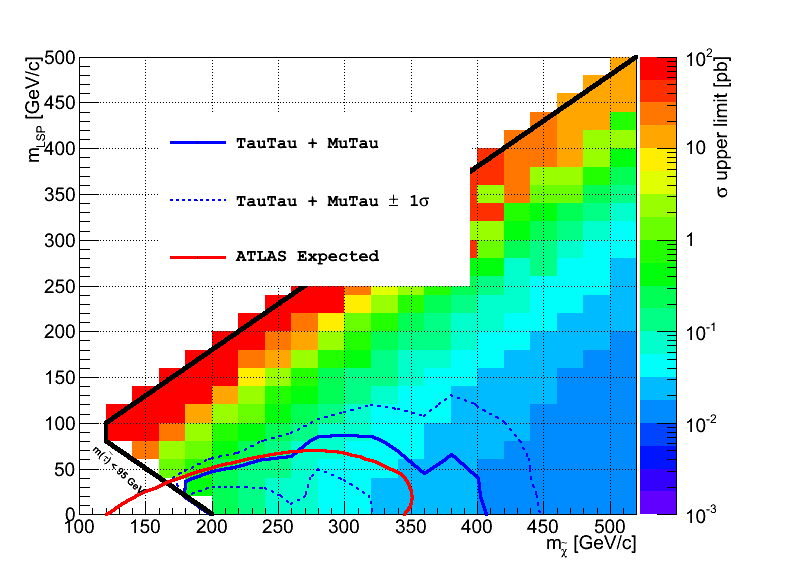 m_LSP [GeV/c]
500
450
400
350
300
250
200
150
100
50
0
TauTau + MuTau
TauTau + MuTau ± 1σ
ATLAS Expected
m(τ̃) < 95 GeV
100 150 200 250 300 350 400 450 500
m_χ̃ [GeV/c]
10^2
10
1
10^-1
10^-2
10^-3
σ upper limit [pb]